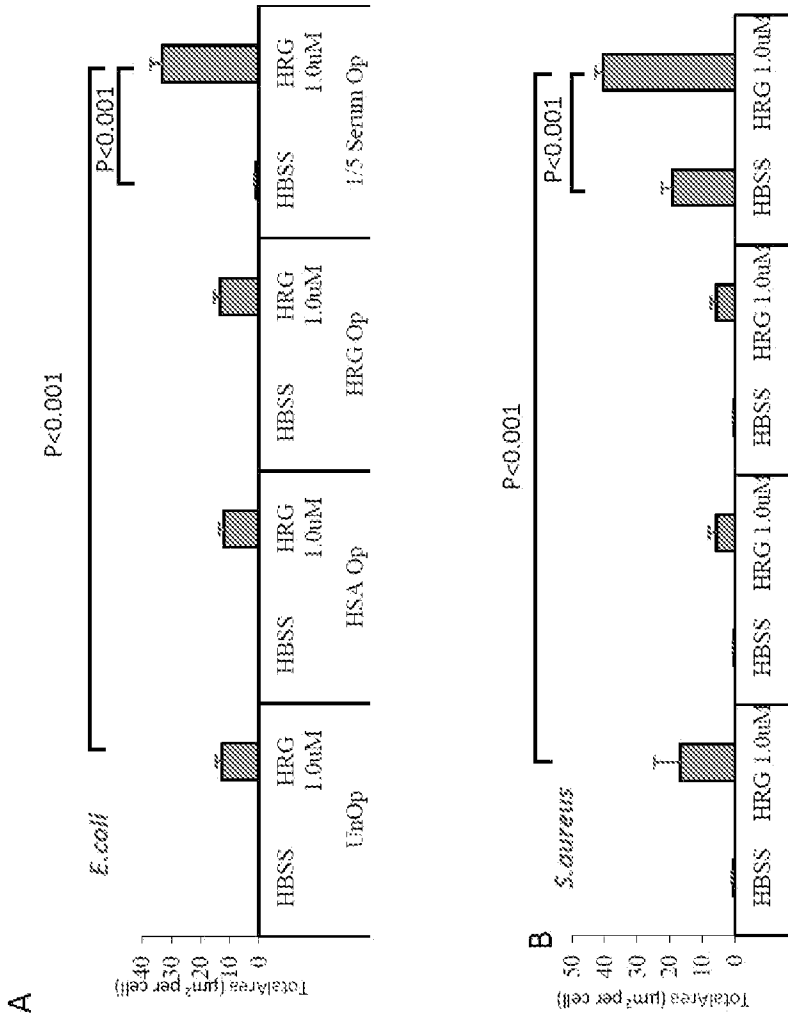 A
E.coli
P<0.001
P<0.001
TotalArea (μm² per cell)
40
30
20
10
0
HBSS
HRG 1.0uM
HBSS
HRG 1.0uM
HBSS
HRG 1.0uM
HBSS
HRG 1.0uM
UnOp
HSA Op
HRG Op
1/5 Serum Op
B
S.aureus
P<0.001
P<0.001
TotalArea (μm² per cell)
50
40
30
20
10
0
HBSS
HRG 1.0uM
HBSS
HRG 1.0uM
HBSS
HRG 1.0uM
HBSS
HRG 1.0uM